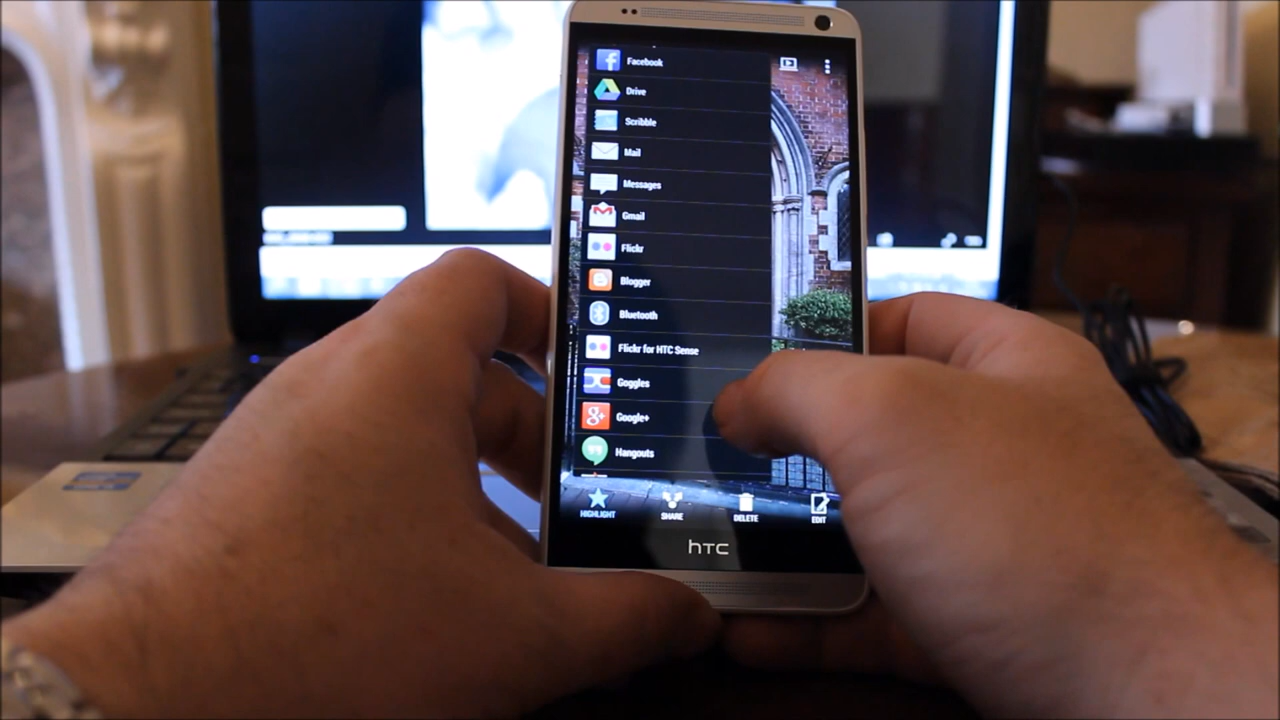 Facebook
Drive
Scribble
Mail
Messages
Gmail
Flickr
Blogger
Bluetooth
Flickr for HTC Sense
Goggles
Google+
Hangouts
HIGHLIGHT
SHARE
DELETE
EDIT
hTC